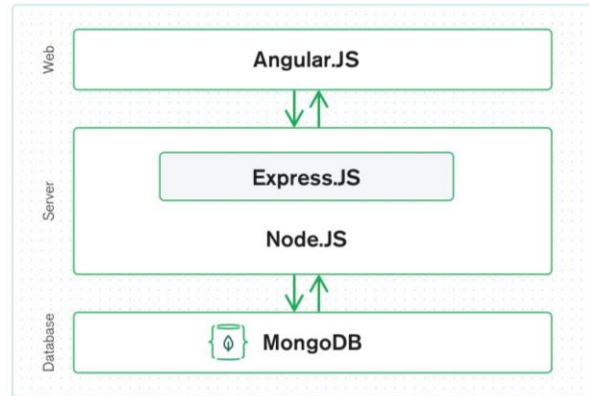 Web
Angular.JS
Server
Express.JS
Node.JS
Database
MongoDB